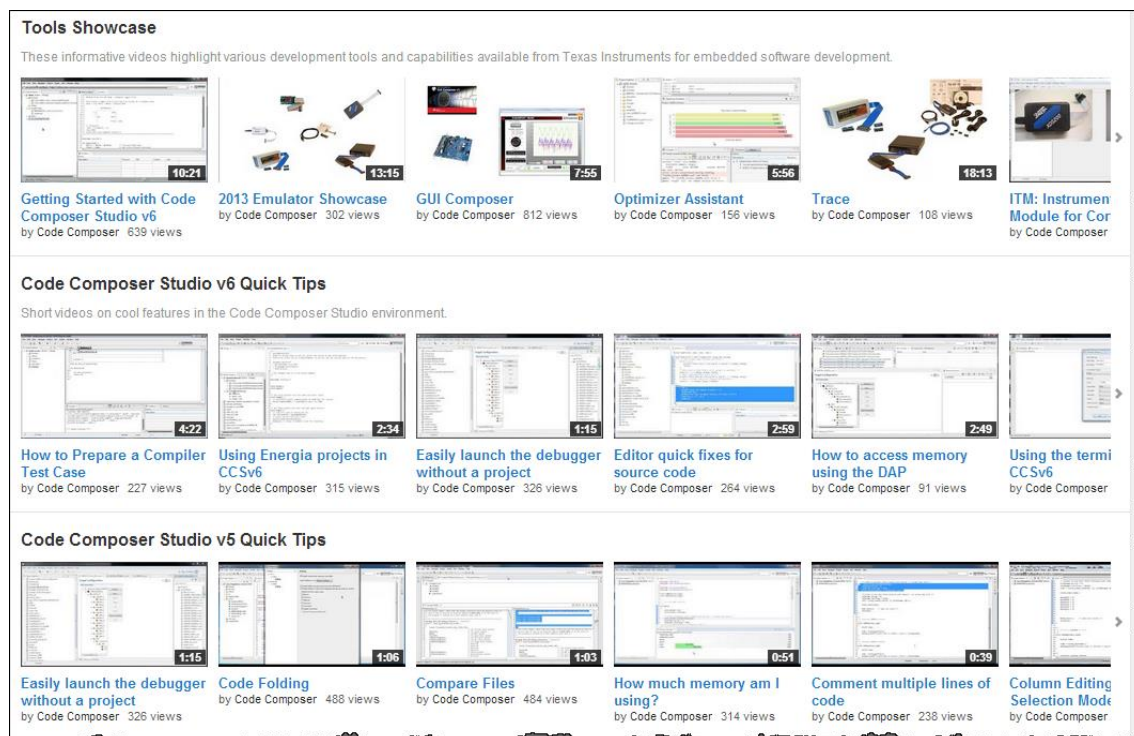 Tools Showcase
These informative videos highlight various development tools and capabilities available from Texas Instruments for embedded software development.
10:21
13:15
7:55
5:56
18:13
Getting Started with Code
Composer Studio v6
by Code Composer 639 views
2013 Emulator Showcase
by Code Composer 302 views
GUI Composer
by Code Composer 812 views
Optimizer Assistant
by Code Composer 156 views
Trace
by Code Composer 108 views
ITM: Instrumen
Module for Cor
by Code Composer
Code Composer Studio v6 Quick Tips
Short videos on cool features in the Code Composer Studio environment.
4:22
2:34
1:15
2:59
2:49
How to Prepare a Compiler
Test Case
by Code Composer 227 views
Using Energia projects in
CCSv6
by Code Composer 315 views
Easily launch the debugger
without a project
by Code Composer 326 views
Editor quick fixes for
source code
by Code Composer 264 views
How to access memory
using the DAP
by Code Composer 91 views
Using the termi
CCSv6
by Code Composer
Code Composer Studio v5 Quick Tips
1:15
1:06
1:03
0:51
0:39
Easily launch the debugger
without a project
by Code Composer 326 views
Code Folding
by Code Composer 488 views
Compare Files
by Code Composer 484 views
How much memory am I
using?
by Code Composer 314 views
Comment multiple lines of
code
by Code Composer 238 views
Column Editing
Selection Mode
by Code Composer